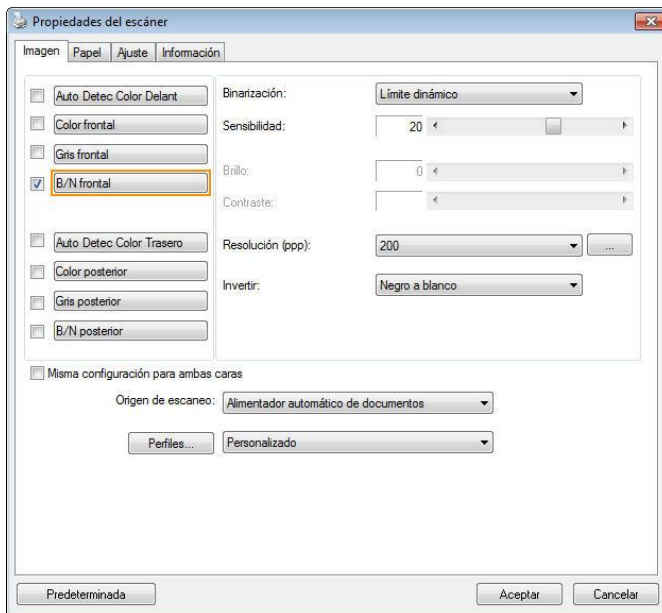 Propiedades del escáner
Imagen Papel Ajuste Información
Auto Detec Color Delant
Color frontal
Gris frontal
B/N frontal
Auto Detec Color Trasero
Color posterior
Gris posterior
B/N posterior
Binarización: Límite dinámico
Sensibilidad: 20
Brillo: 0
Contraste:
Resolución (ppp): 200 ...
Invertir: Negro a blanco
Misma configuración para ambas caras
Origen de escaneo: Alimentador automático de documentos
Perfiles... Personalizado
Predeterminada Aceptar Cancelar